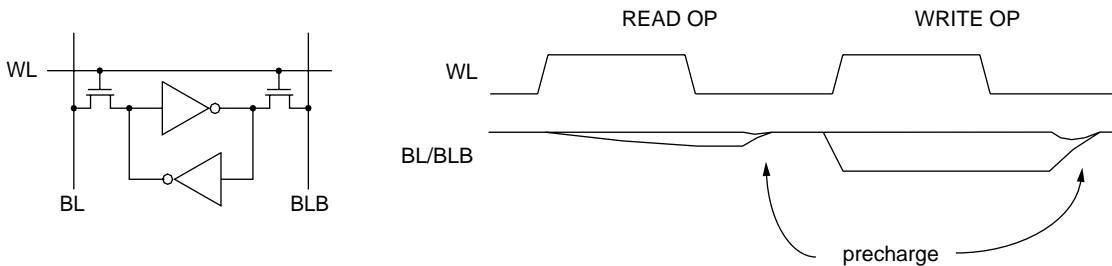 WL
BL
BLB
READ OP
WRITE OP
WL
BL/BLB
precharge